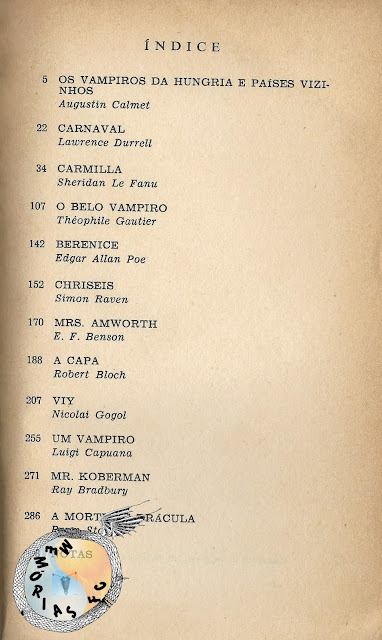 ÍNDICE
5 OS VAMPIROS DA HUNGRIA E PAÍSES VIZI-
NHOS
Augustin Calmet
22 CARNAVAL
Lawrence Durrell
34 CARMILLA
Sheridan Le Fanu
107 O BELO VAMPIRO
Théophile Gautier
142 BERENICE
Edgar Allan Poe
152 CHRISEIS
Simon Raven
170 MRS. AMWORTH
E. F. Benson
188 A CAPA
Robert Bloch
207 VIY
Nicolai Gogol
255 UM VAMPIRO
Luigi Capuana
271 MR. KOBERMAN
Ray Bradbury
286 A MORT
MEMÓRIAS FC